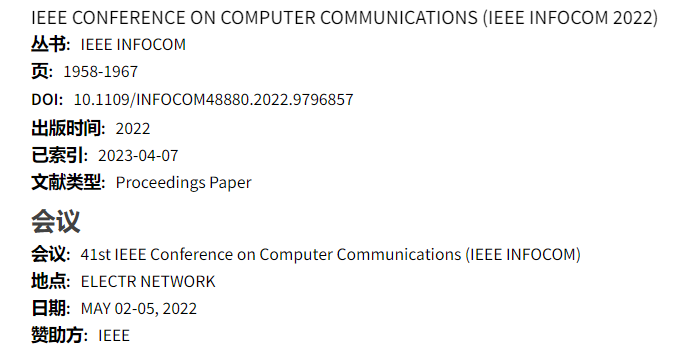 IEEE CONFERENCE ON COMPUTER COMMUNICATIONS (IEEE INFOCOM 2022)
丛书: IEEE INFOCOM
页: 1958-1967
DOI: 10.1109/INFOCOM48880.2022.9796857
出版时间: 2022
已索引: 2023-04-07
文献类型: Proceedings Paper
会议
会议: 41st IEEE Conference on Computer Communications (IEEE INFOCOM)
地点: ELECTR NETWORK
日期: MAY 02-05, 2022
赞助方: IEEE